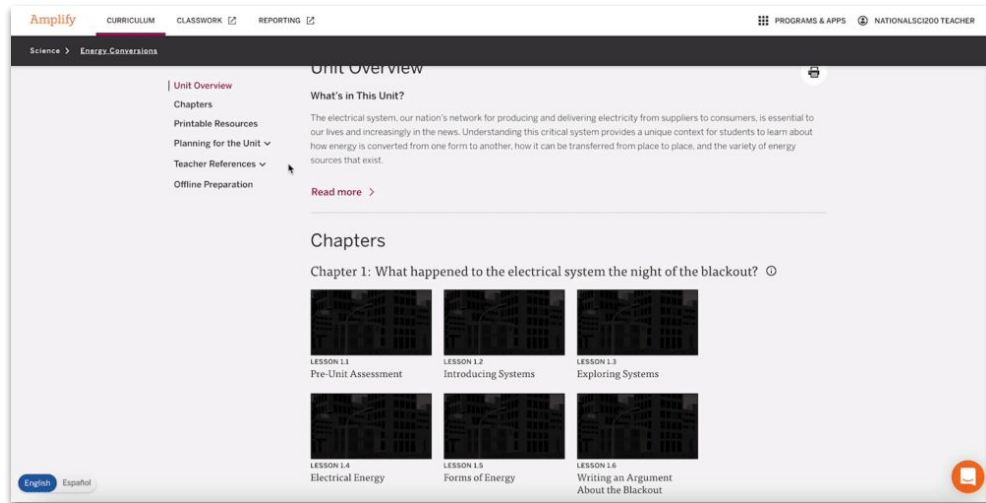 Amplify
CURRICULUM
CLASSWORK
REPORTING
PROGRAMS & APPS
NATIONALSCI200 TEACHER
Science > Energy Conversions
Unit Overview
Chapters
Printable Resources
Planning for the Unit
Teacher References
Offline Preparation
Unit Overview
What's in This Unit?
The electrical system, our nation's network for producing and delivering electricity from suppliers to consumers, is essential to
our lives and increasingly in the news. Understanding this critical system provides a unique context for students to learn about
how energy is converted from one form to another, how it can be transferred from place to place, and the variety of energy
sources that exist.
Read more >
Chapters
Chapter 1: What happened to the electrical system the night of the blackout?
LESSON 1.1
Pre-Unit Assessment
LESSON 1.2
Introducing Systems
LESSON 1.3
Exploring Systems
LESSON 1.4
Electrical Energy
LESSON 1.5
Forms of Energy
LESSON 1.6
Writing an Argument
About the Blackout
English
Español